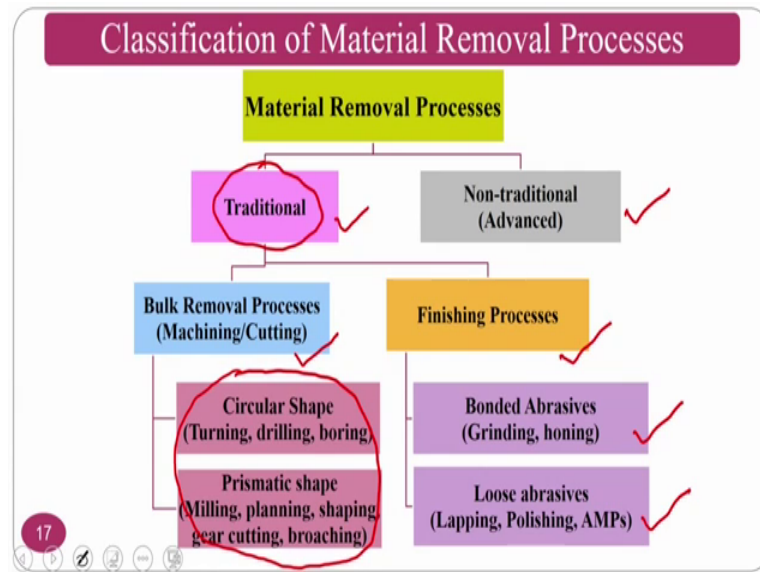 Classification of Material Removal Processes
Material Removal Processes
Traditional
Non-traditional
(Advanced)
Bulk Removal Processes
(Machining/Cutting)
Finishing Processes
Circular Shape
(Turning, drilling, boring)
Bonded Abrasives
(Grinding, honing)
Prismatic shape
(Milling, planning, shaping,
gear cutting, broaching)
Loose abrasives
(Lapping, Polishing, AMPs)
17